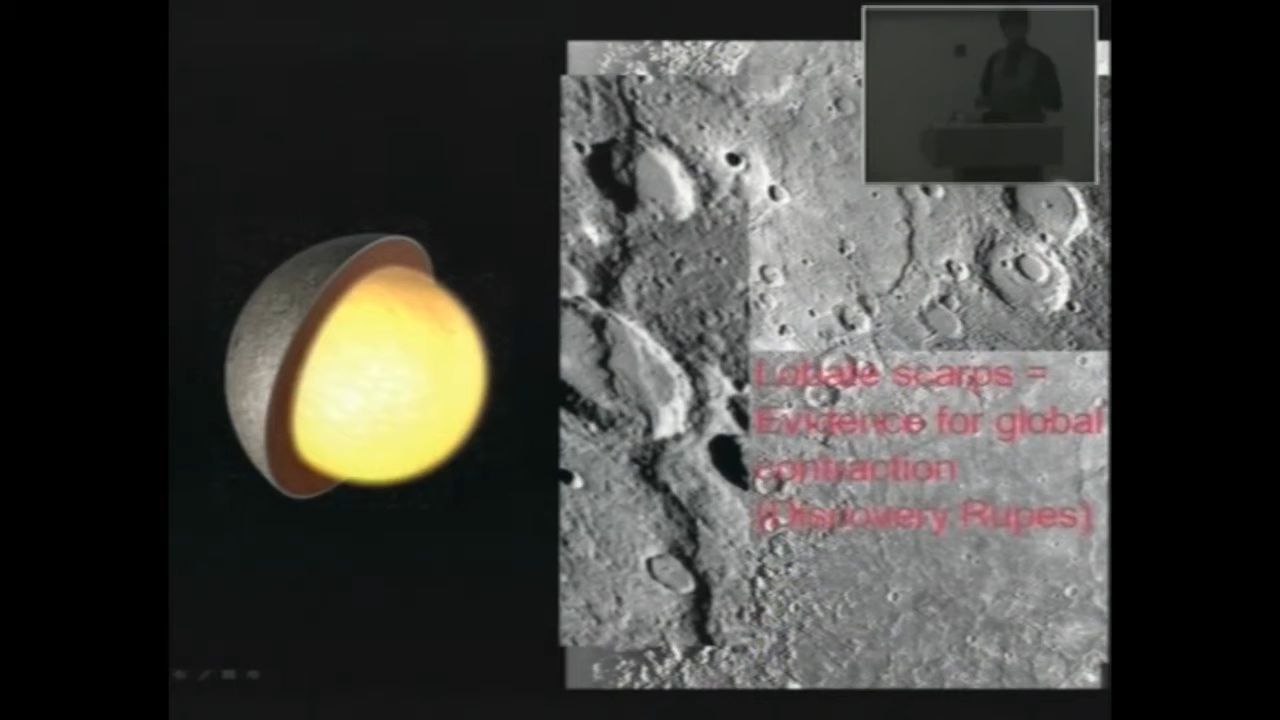 Lobate scarps =
Evidence for global
contraction
(Discovery Rupes)